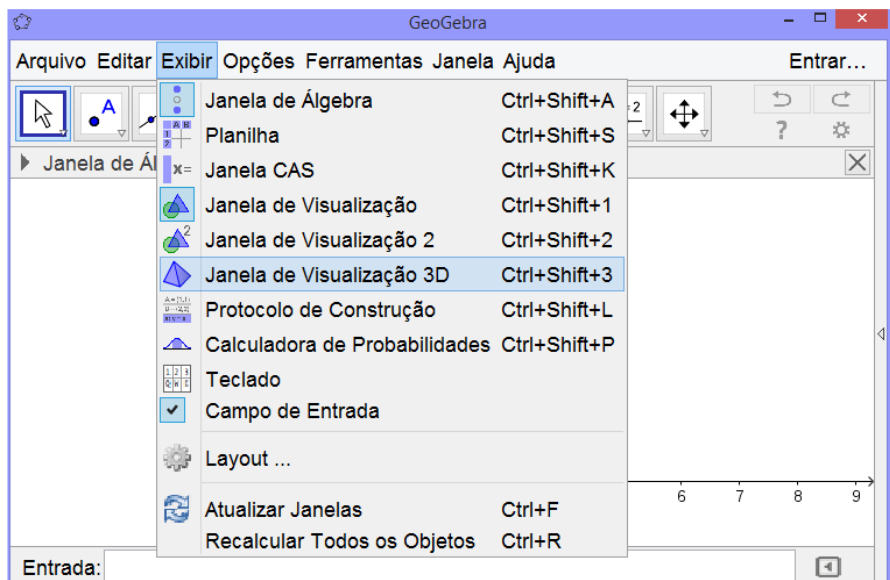 GeoGebra
Arquivo Editar Exibir Opções Ferramentas Janela Ajuda Entrar...
A 2
Janela de Ál
Janela de Álgebra Ctrl+Shift+A
Planilha Ctrl+Shift+S
x= Janela CAS Ctrl+Shift+K
Janela de Visualização Ctrl+Shift+1
2 Janela de Visualização 2 Ctrl+Shift+2
Janela de Visualização 3D Ctrl+Shift+3
Protocolo de Construção Ctrl+Shift+L
Calculadora de Probabilidades Ctrl+Shift+P
Teclado
Campo de Entrada
Layout ...
6 7 8 9
Atualizar Janelas Ctrl+F
Recalcular Todos os Objetos Ctrl+R
Entrada: